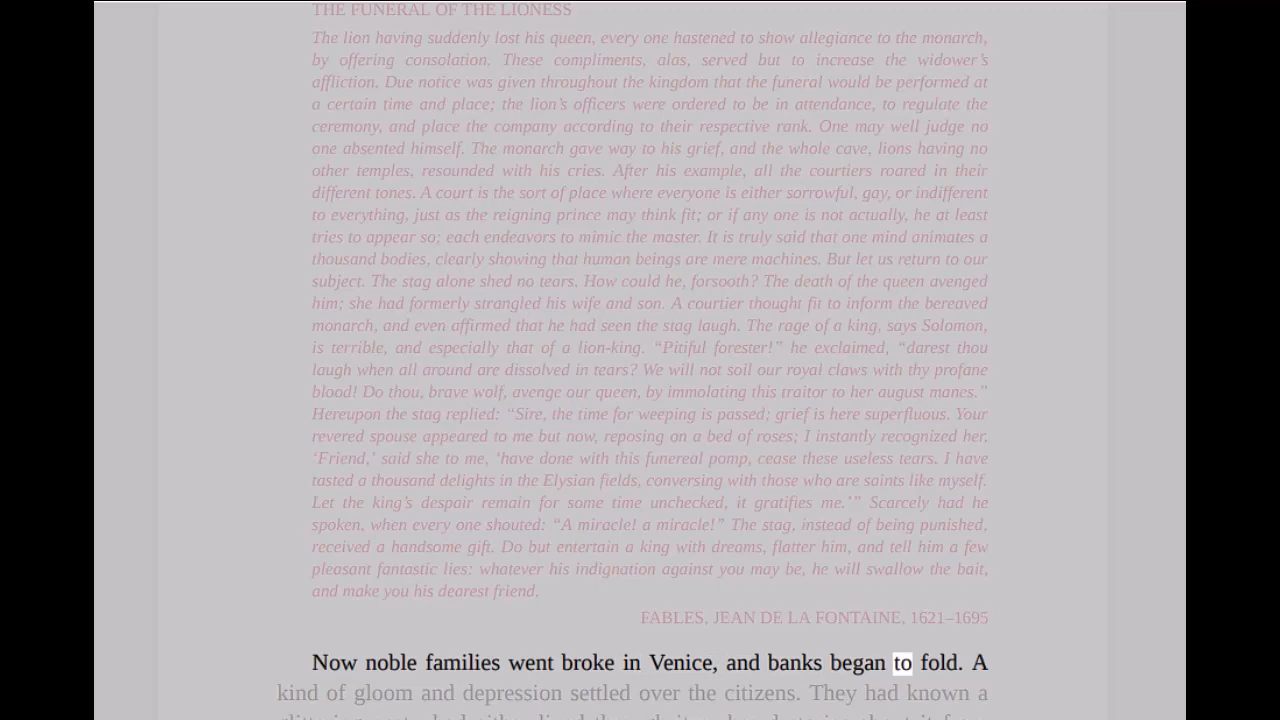 THE FUNERAL OF THE LIONESS
The lion having suddenly lost his queen, every one hastened to show allegiance to the monarch,
by offering consolation. These compliments, alas, served but to increase the widower’s
affliction. Due notice was given throughout the kingdom that the funeral would be performed at
a certain time and place; the lion’s officers were ordered to be in attendance, to regulate the
ceremony, and place the company according to their respective rank. One may well judge no
one absented himself. The monarch gave way to his grief, and the whole cave, lions having no
other temples, resounded with his cries. After his example, all the courtiers roared in their
different tones. A court is the sort of place where everyone is either sorrowful, gay, or indifferent
to everything, just as the reigning prince may think fit; or if any one is not actually, he at least
tries to appear so; each endeavors to mimic the master. It is truly said that one mind animates a
thousand bodies, clearly showing that human beings are mere machines. But let us return to our
subject. The stag alone shed no tears. How could he, forsooth? The death of the queen avenged
him; she had formerly strangled his wife and son. A courtier thought fit to inform the bereaved
monarch, and even affirmed that he had seen the stag laugh. The rage of a king, says Solomon,
is terrible, and especially that of a lion-king. “Pitiful forester!” he exclaimed, “darest thou
laugh when all around are dissolved in tears? We will not soil our royal claws with thy profane
blood! Do thou, brave wolf, avenge our queen, by immolating this traitor to her august manes.”
Hereupon the stag replied: “Sire, the time for weeping is passed; grief is here superfluous. Your
revered spouse appeared to me but now, reposing on a bed of roses; I instantly recognized her.
‘Friend,’ said she to me, ‘have done with this funereal pomp, cease these useless tears. I have
tasted a thousand delights in the Elysian fields, conversing with those who are saints like myself.
Let the king’s despair remain for some time unchecked, it gratifies me.’” Scarcely had he
spoken, when every one shouted: “A miracle! a miracle!” The stag, instead of being punished,
received a handsome gift. Do but entertain a king with dreams, flatter him, and tell him a few
pleasant fantastic lies: whatever his indignation against you may be, he will swallow the bait,
and make you his dearest friend.
FABLES, JEAN DE LA FONTAINE, 1621–1695
Now noble families went broke in Venice, and banks began to fold. A
kind of gloom and depression settled over the citizens. They had known a